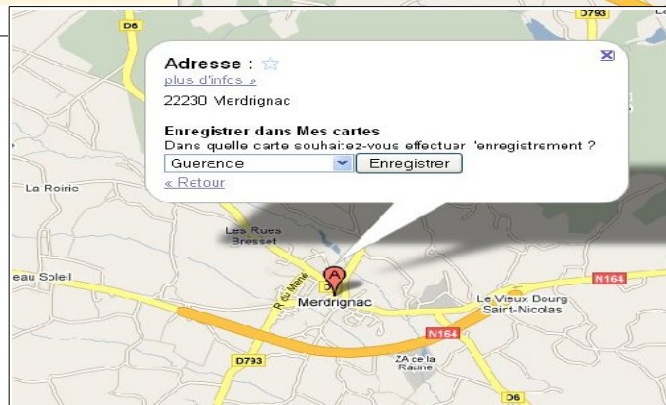 D793
D6
Adresse :
plus d'infos »
22230 Merdrignac
Enregistrer dans Mes cartes
Dans quelle carte souhaitez-vous effectuer l'enregistrement ?
Guerence
Enregistrer
« Retour
La Roirie
Les Rues
Bresset
A
eau Soleil
R du Mené
Merdrignac
N164
Le Vieux Bourg
Saint-Nicolas
N164
D793
ZA de la
D6